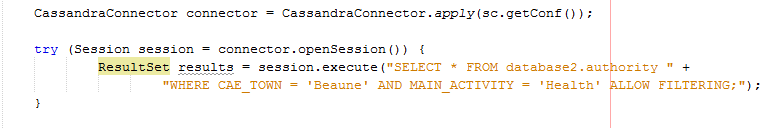 CassandraConnector connector = CassandraConnector.apply(sc.getConf());
try (Session session = connector.openSession()) {
ResultSet results = session.execute("SELECT * FROM database2.authority " +
"WHERE CAE_TOWN = 'Beaune' AND MAIN_ACTIVITY = 'Health' ALLOW FILTERING;");
}